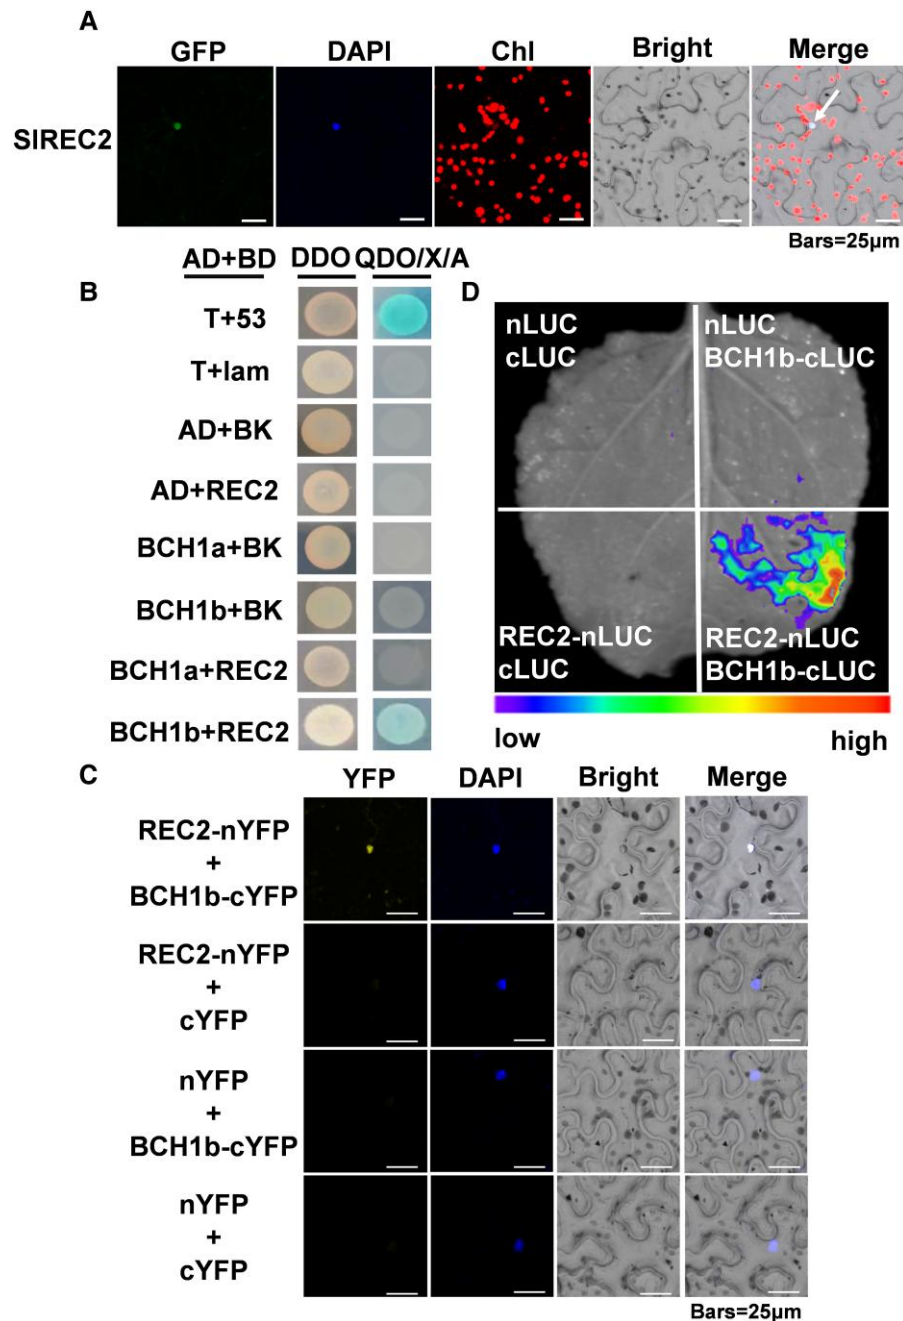 A
GFP DAPI Chl Bright Merge
SlREC2
Bars=25μm
B
AD+BD DDO QDO/X/A
T+53
T+lam
AD+BK
AD+REC2
BCH1a+BK
BCH1b+BK
BCH1a+REC2
BCH1b+REC2
D
nLUC
cLUC
nLUC
BCH1b-cLUC
REC2-nLUC
cLUC
REC2-nLUC
BCH1b-cLUC
low high
C
YFP DAPI Bright Merge
REC2-nYFP
+
BCH1b-cYFP
REC2-nYFP
+
cYFP
nYFP
+
BCH1b-cYFP
nYFP
+
cYFP
Bars=25μm